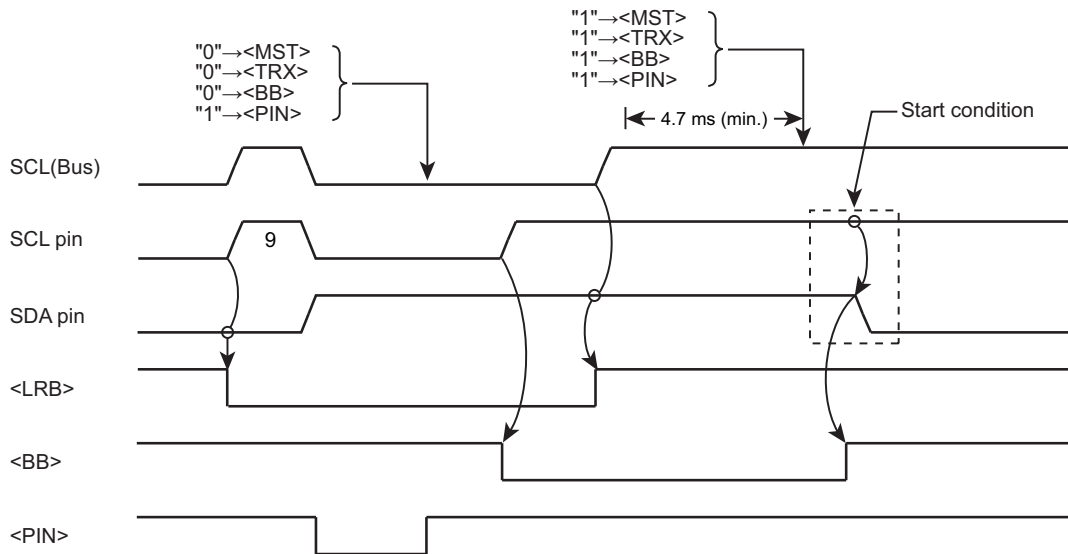 "0"→<MST>
"0"→<TRX>
"0"→<BB>
"1"→<PIN>
"1"→<MST>
"1"→<TRX>
"1"→<BB>
"1"→<PIN>
4.7 ms (min.)
Start condition
SCL(Bus)
SCL pin
9
SDA pin
<LRB>
<BB>
<PIN>